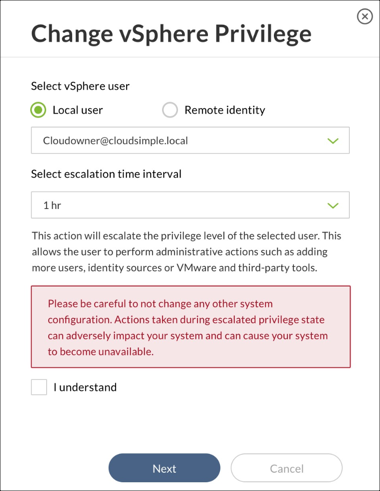 Change vSphere Privilege
Select vSphere user
Local user
Remote identity
Cloudowner@cloudsimple.local
Select escalation time interval
1 hr
This action will escalate the privilege level of the selected user. This
allows the user to perform administrative actions such as adding
more users, identity sources or VMware and third-party tools.
Please be careful to not change any other system
configuration. Actions taken during escalated privilege state
can adversely impact your system and can cause your system
to become unavailable.
I understand
Next
Cancel